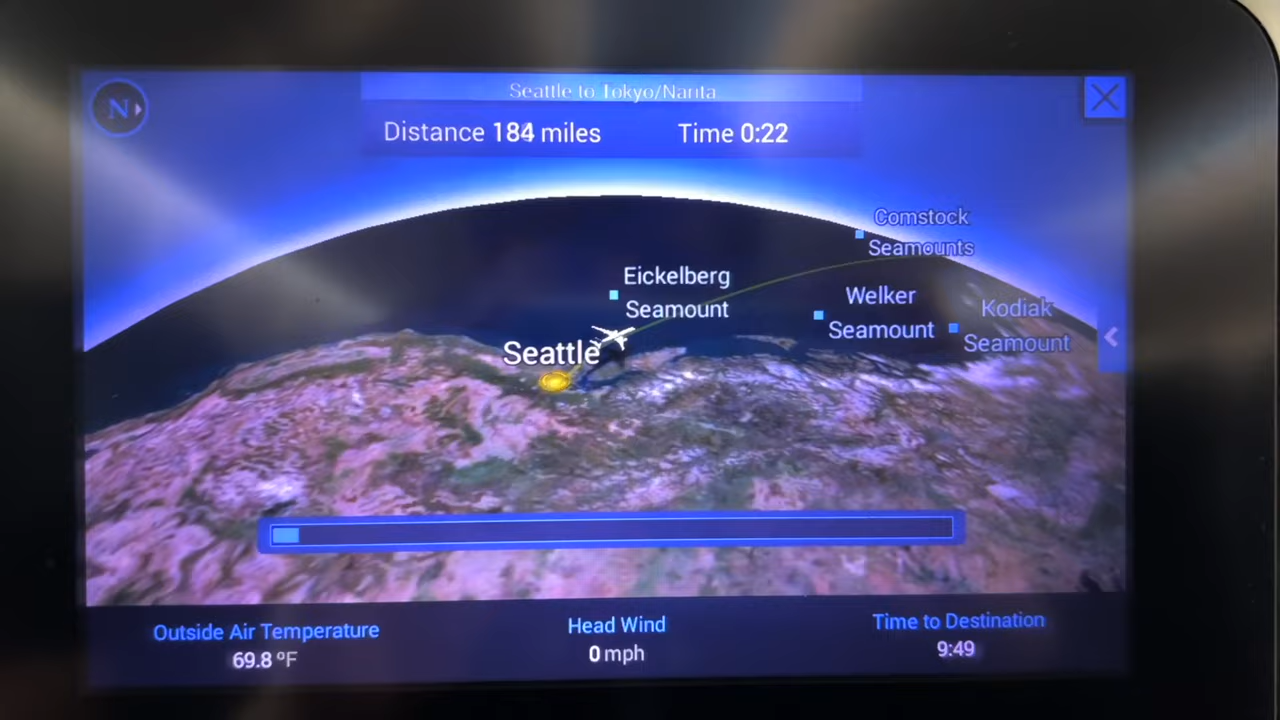 N
Seattle to Tokyo/Narita
Distance 184 miles
Time 0:22
Comstock
Seamounts
Eickelberg
Seamount
Welker
Seamount
Kodiak
Seamount
Seattle
Outside Air Temperature
69.8 ºF
Head Wind
0 mph
Time to Destination
9:49